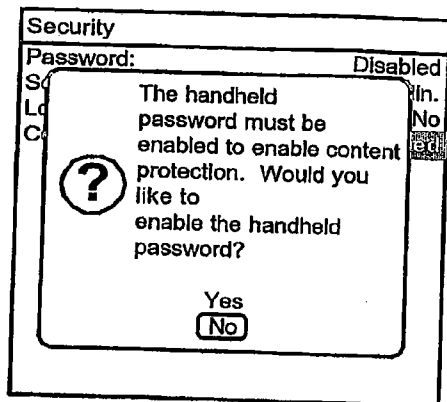 Security
Password: Disabled
The handheld
password must be
enabled to enable content
protection. Would you
like to
enable the handheld
password?
?
Yes
No
No